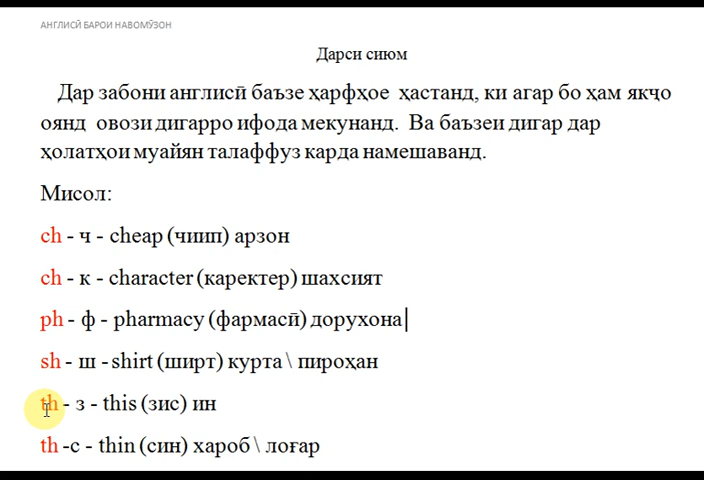 АНГЛИСӢ БАРОИ НАВОМӮЗОН
Дарси сиюм
Дар забони англисӣ баъзе ҳарфҳое ҳастанд, ки агар бо ҳам якҷо
оянд овози дигарро ифода мекунанд. Ва баъзеи дигар дар
ҳолатҳои муайян талаффуз карда намешаванд.
Мисол:
ch - ч - cheap (чиип) арзон
ch - к - character (каректер) шахсият
ph - ф - pharmacy (фармасӣ) дорухона
sh - ш - shirt (ширт) курта \ пироҳан
th - з - this (зис) ин
th -с - thin (син) хароб \ лоғар